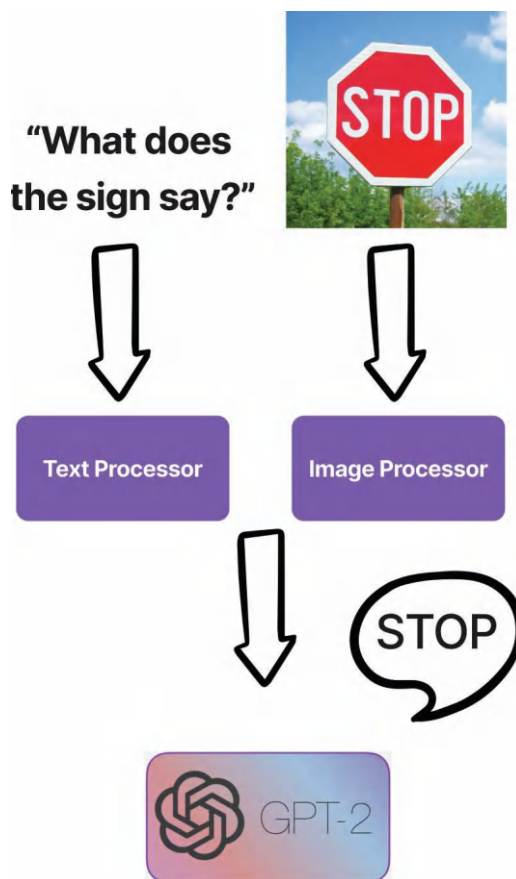 “What does
the sign say?”
STOP
Text Processor
Image Processor
STOP
GPT-2